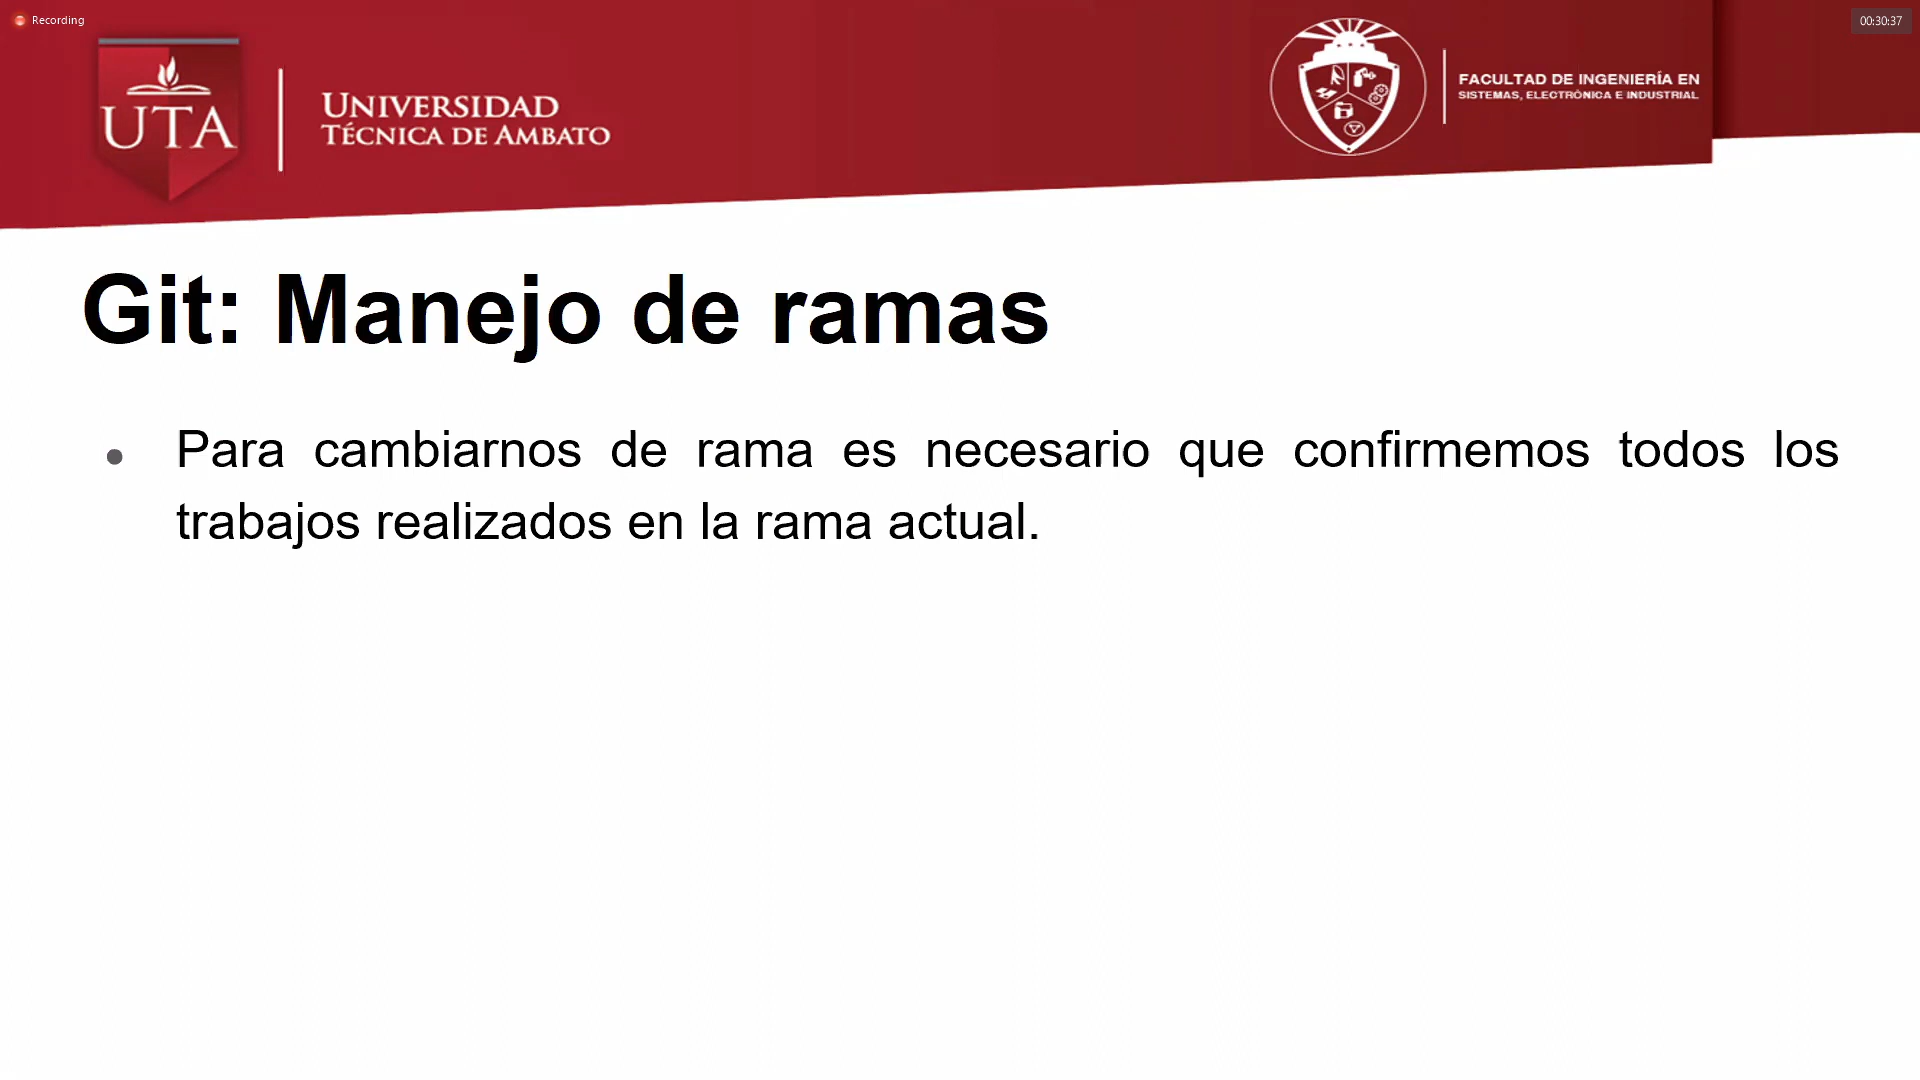 Recording
00:30:37
UTA
UNIVERSIDAD
TÉCNICA DE AMBATO
FACULTAD DE INGENIERÍA EN
SISTEMAS, ELECTRÓNICA E INDUSTRIAL
Git: Manejo de ramas
Para cambiarnos de rama es necesario que confirmemos todos los
trabajos realizados en la rama actual.